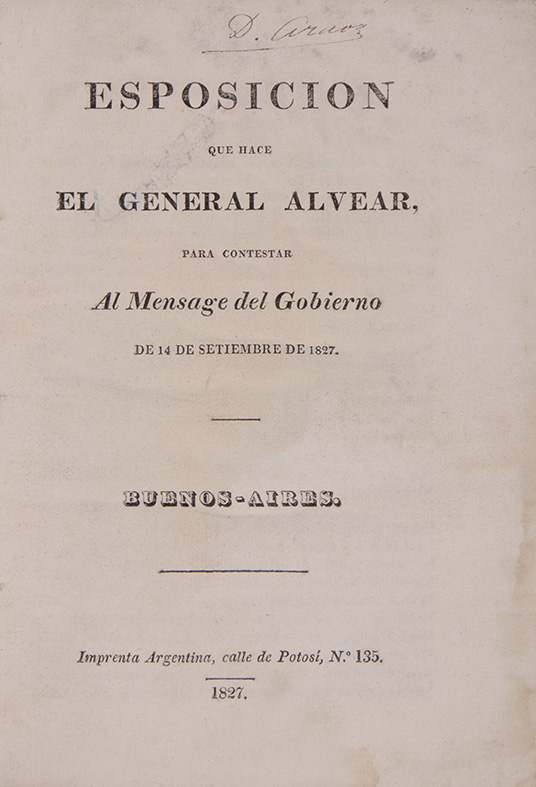 D. Araoz
ESPOSICION
QUE HACE
EL GENERAL ALVEAR,
PARA CONTESTAR
Al Mensage del Gobierno
DE 14 DE SETIEMBRE DE 1827.
BUENOS-AIRES.
Imprenta Argentina, calle de Potosí, N.º 135.
1827.